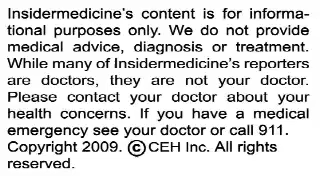 Insidermedicine's content is for informa-
tional purposes only. We do not provide
medical advice, diagnosis or treatment.
While many of Insidermedicine's reporters
are doctors, they are not your doctor.
Please contact your doctor about your
health concerns. If you have a medical
emergency see your doctor or call 911.
Copyright 2009. ©CEH Inc. All rights
reserved.